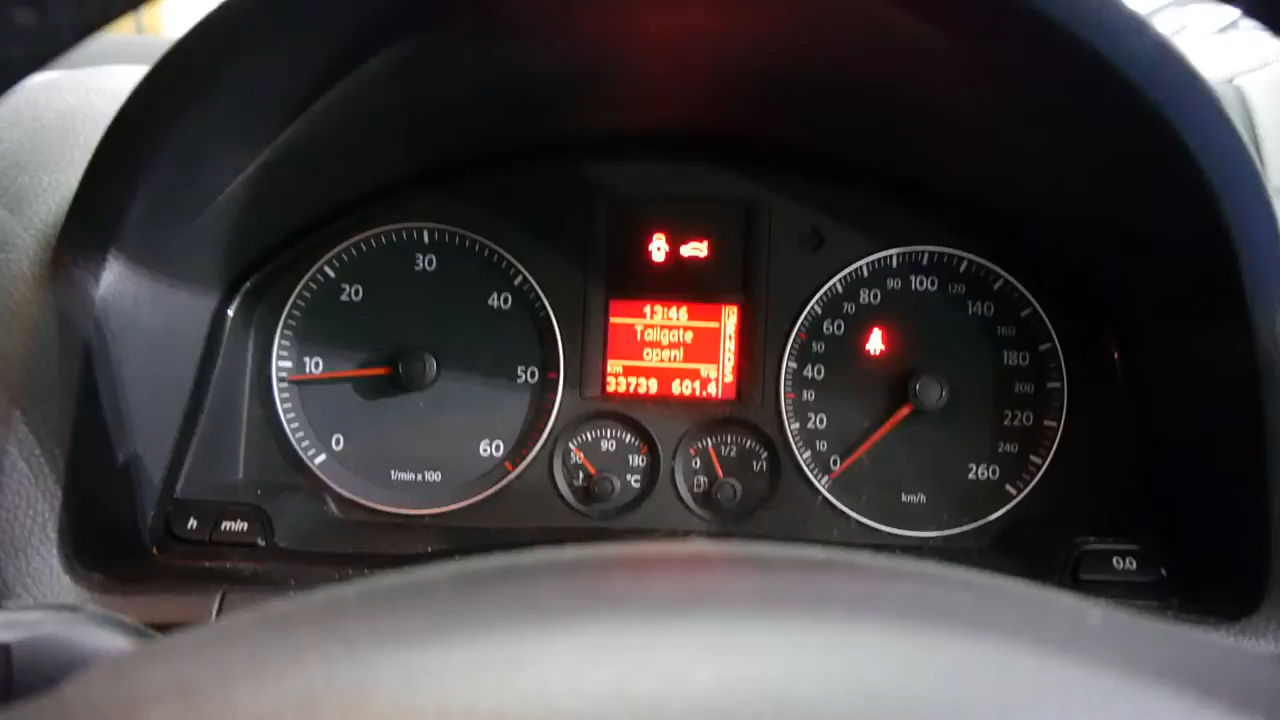 0
10
20
30
40
50
60
1/min x 100
h
min
13:46
Tailgate
open!
km trip
33739 601.4
50 90 130
°C
0 1/2 1/1
0
10
20
30
40
50
60
70
80
90
100
120
140
160
180
200
220
240
260
km/h
0.0